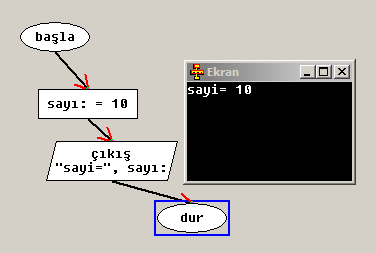 başla
sayı: = 10
çıkış
"sayi=", sayı:
dur
Ekran
sayi= 10